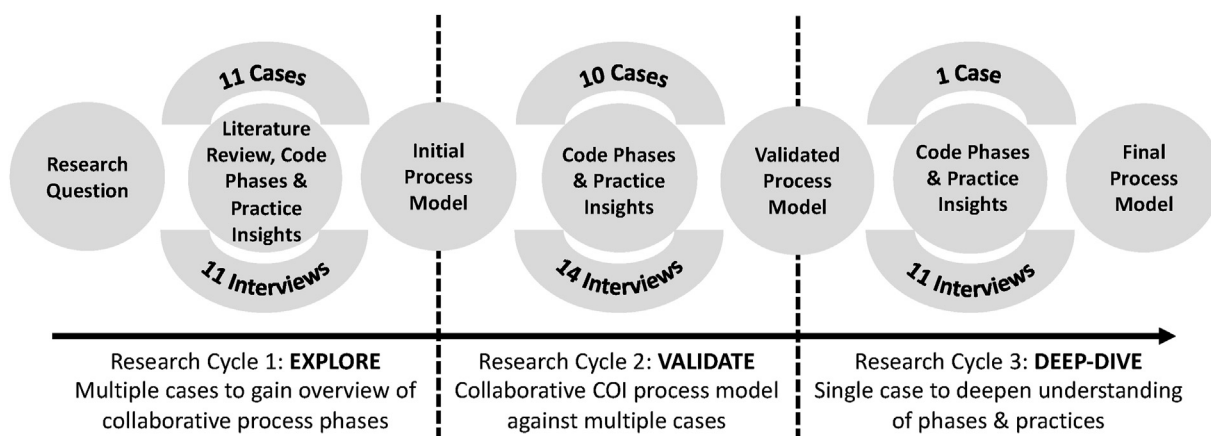 11 Cases
10 Cases
1 Case
Research
Question
Literature
Review, Code
Phases &
Practice
Insights
Initial
Process
Model
Code Phases
& Practice
Insights
Validated
Process
Model
Code Phases
& Practice
Insights
Final
Process
Model
11 Interviews
14 Interviews
11 Interviews
Research Cycle 1: EXPLORE
Multiple cases to gain overview of
collaborative process phases
Research Cycle 2: VALIDATE
Collaborative COI process model
against multiple cases
Research Cycle 3: DEEP-DIVE
Single case to deepen understanding
of phases & practices